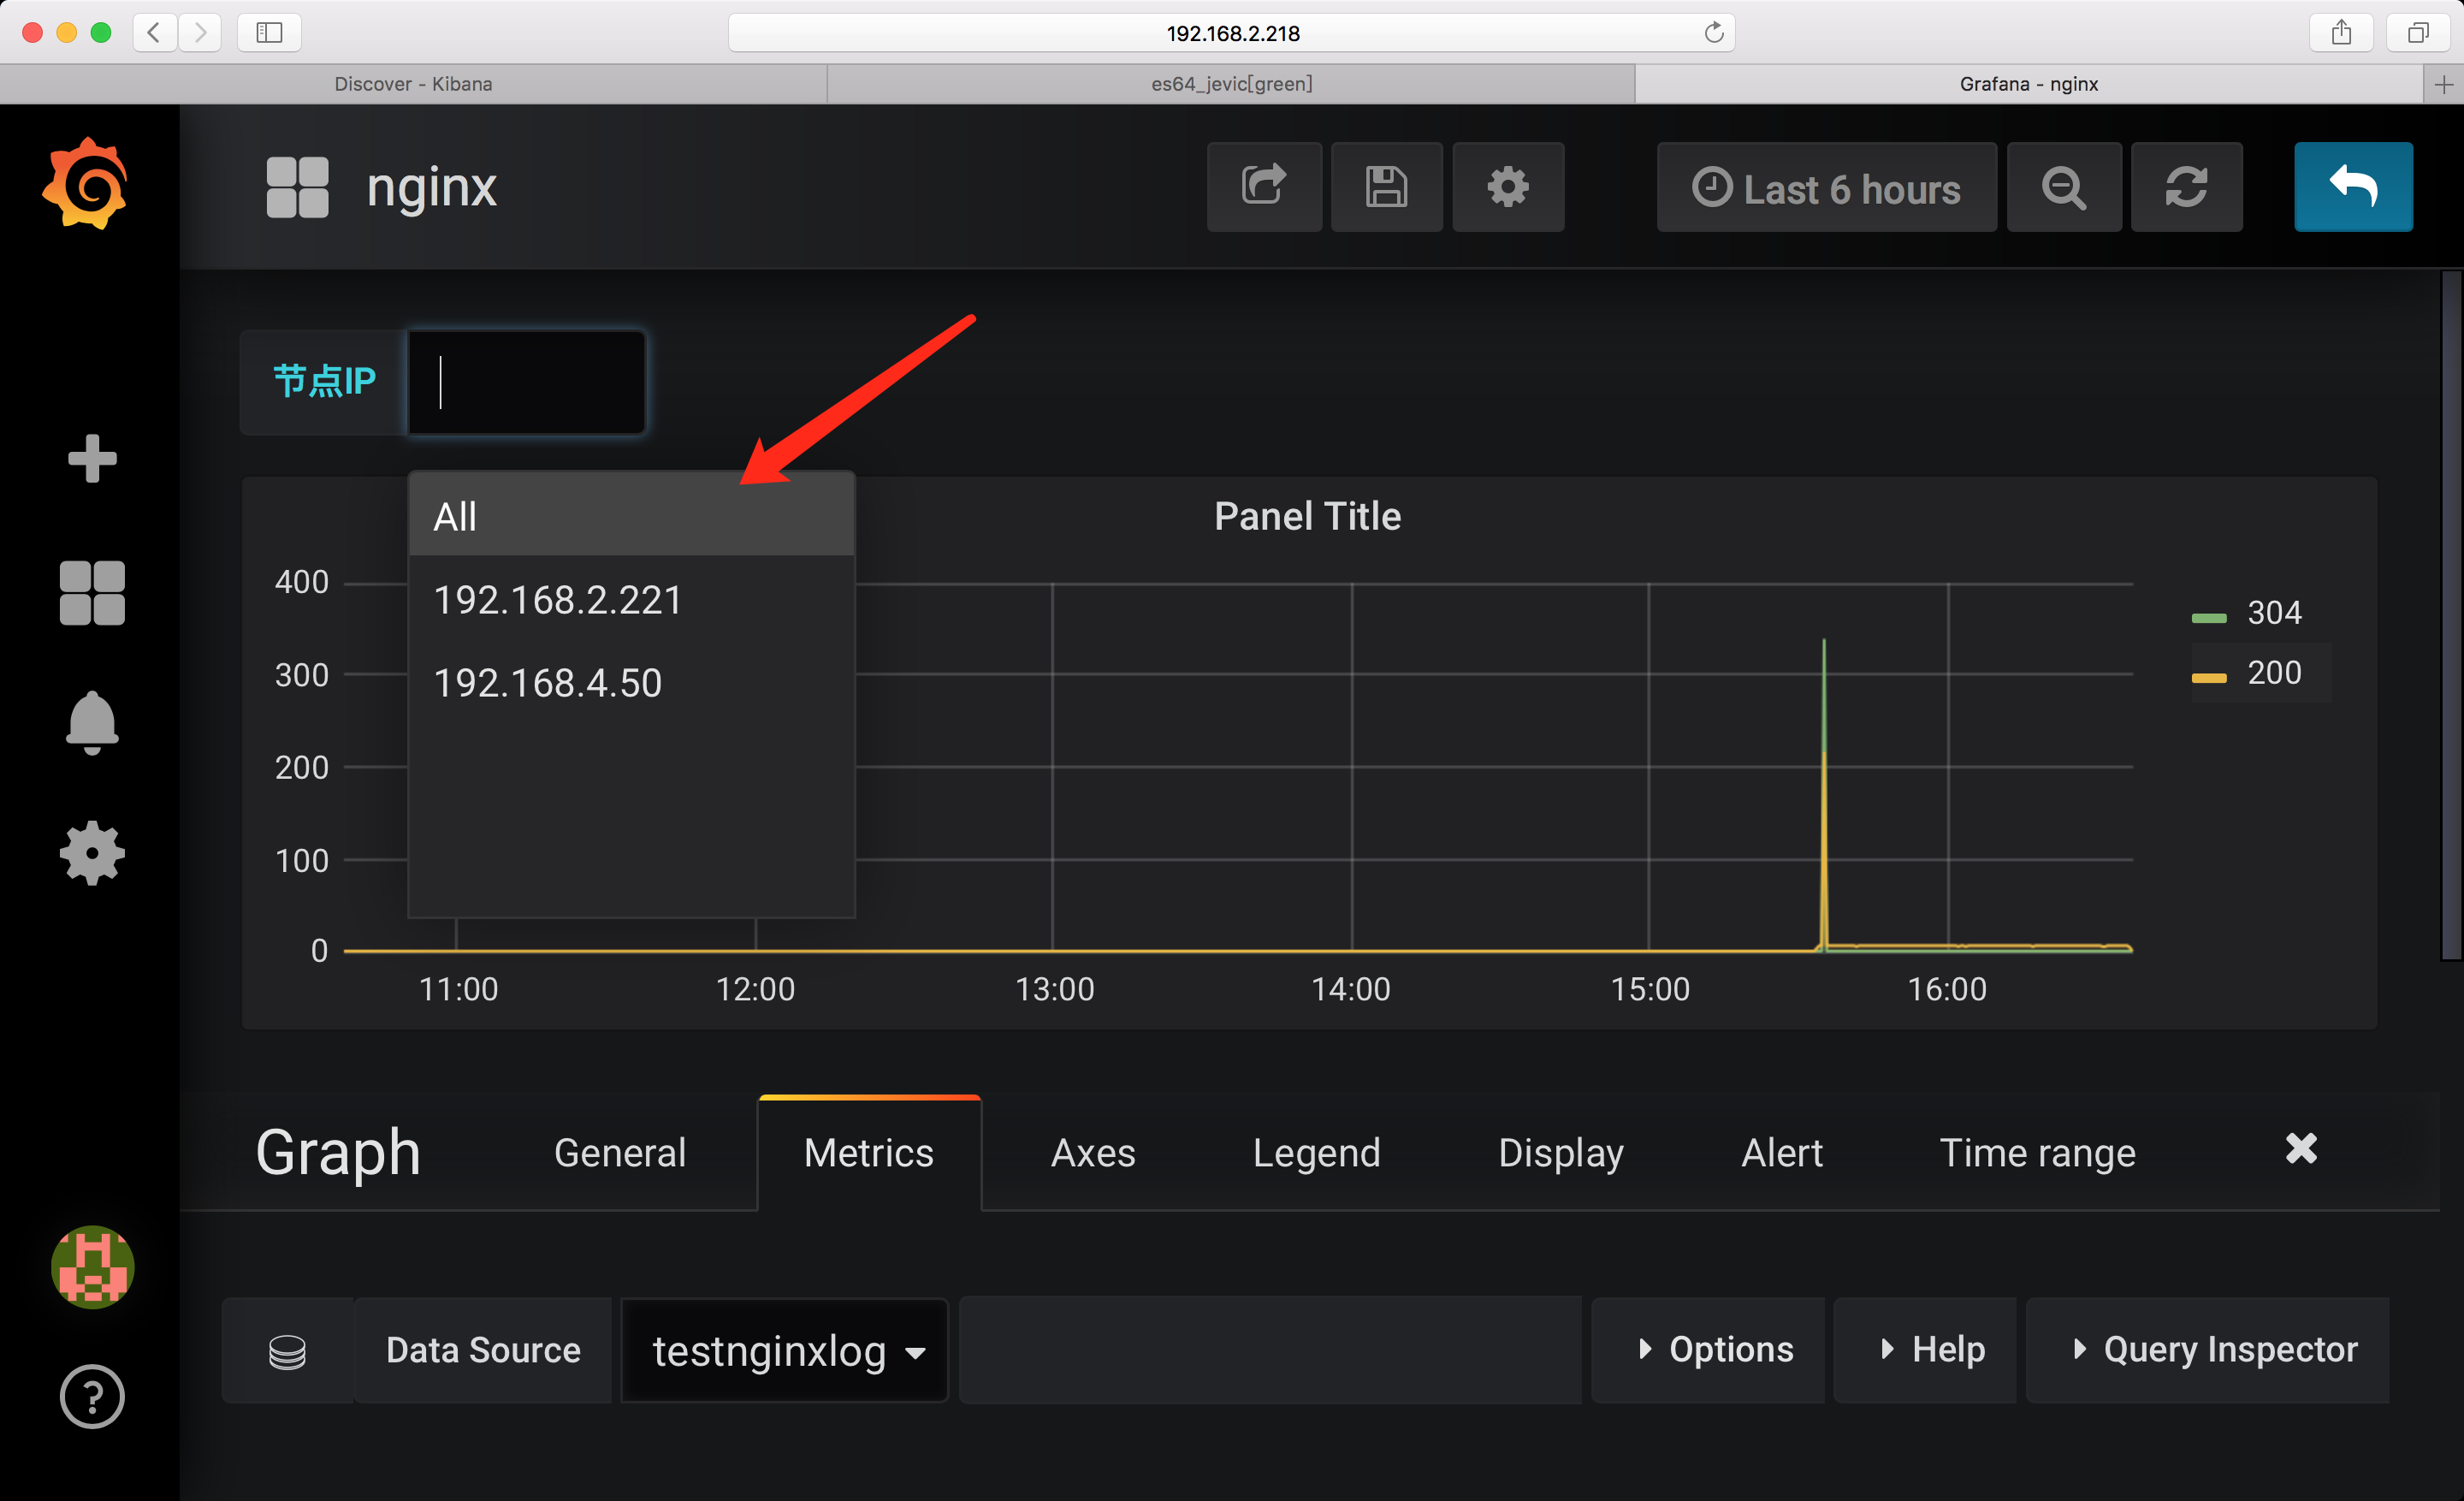 192.168.2.218
Discover - Kibana
es64_jevic[green]
Grafana - nginx
nginx
Last 6 hours
节点IP
All
192.168.2.221
192.168.4.50
Panel Title
400
300
200
100
0
11:00
12:00
13:00
14:00
15:00
16:00
304
200
Graph
General
Metrics
Axes
Legend
Display
Alert
Time range
Data Source
testnginxlog
Options
Help
Query Inspector